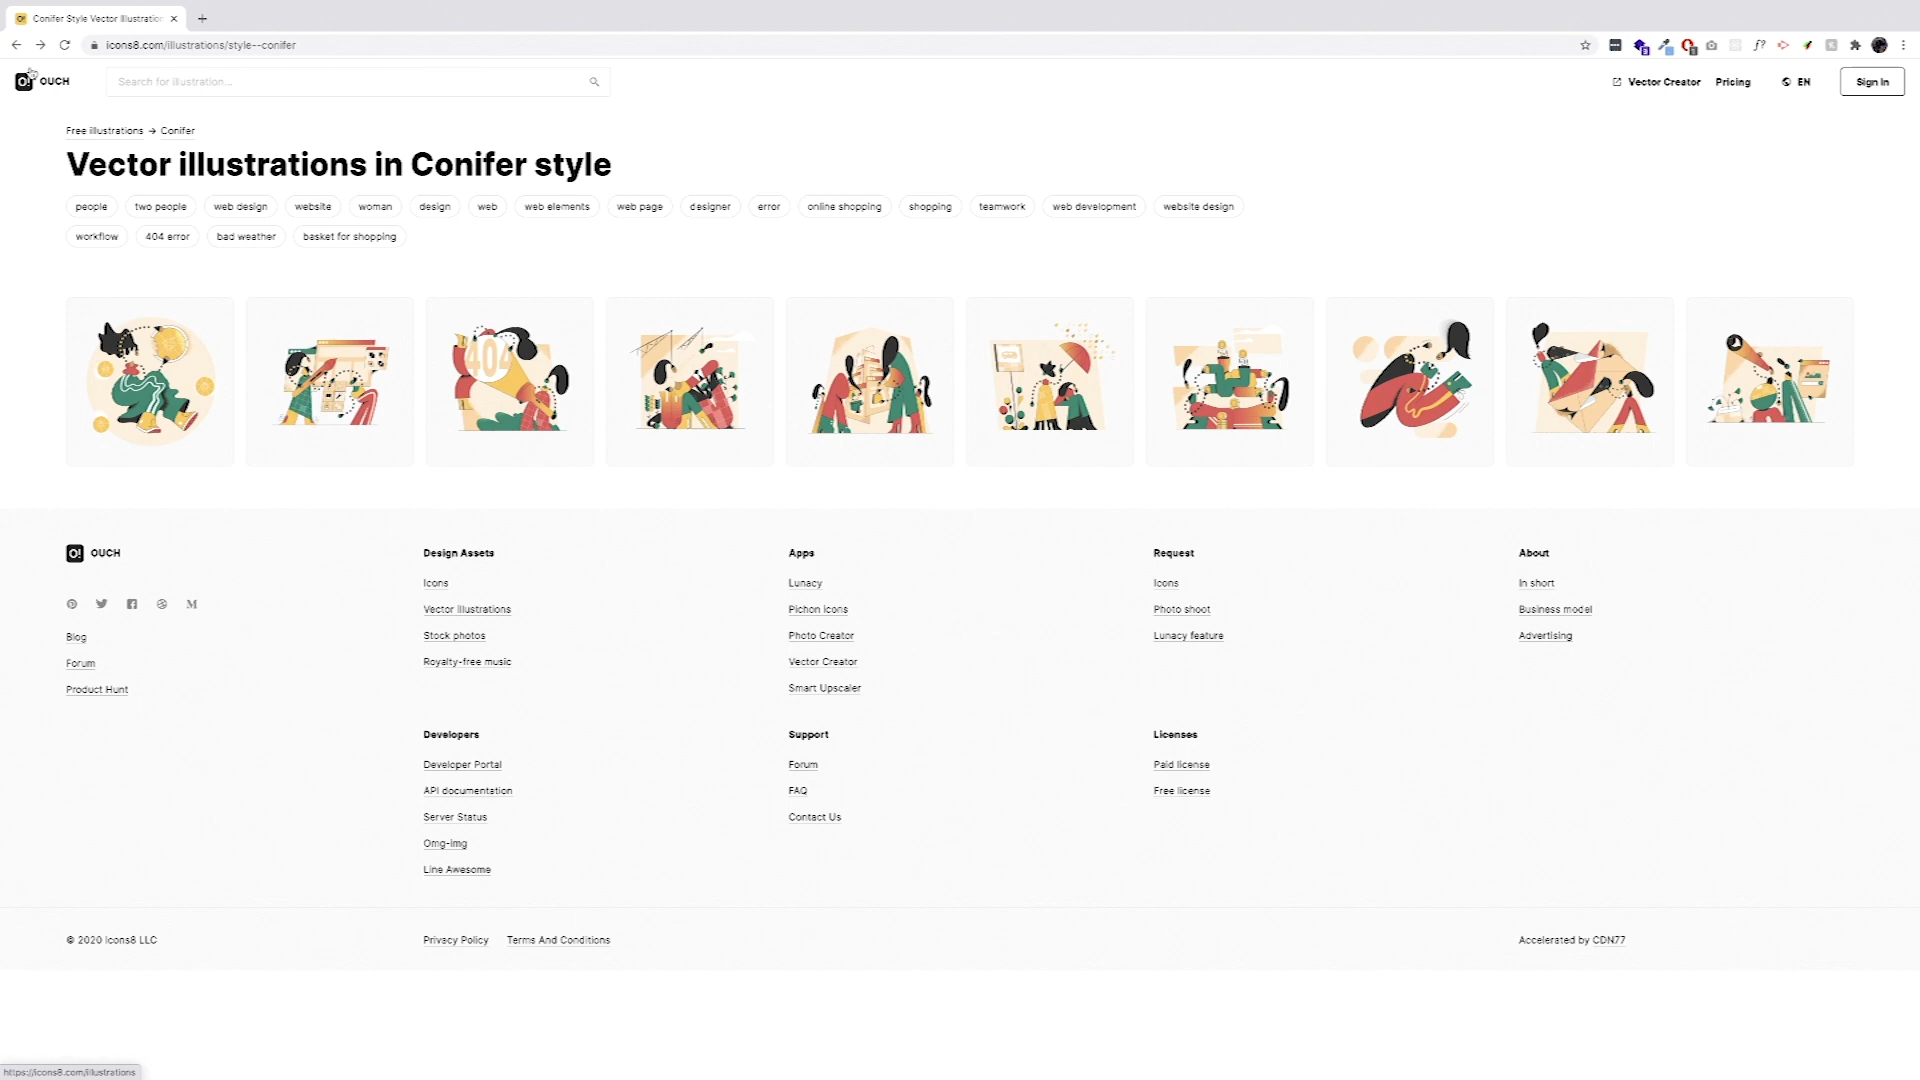 Conifer Style Vector Illustration
icons8.com/illustrations/style--conifer
O! OUCH
Search for illustration...
Vector Creator
Pricing
EN
Sign In
Free illustrations → Conifer
Vector illustrations in Conifer style
people two people web design website woman design web web elements web page designer error online shopping shopping teamwork web development website design
workflow 404 error bad weather basket for shopping
404
O! OUCH
Blog
Forum
Product Hunt
Design Assets
Icons
Vector illustrations
Stock photos
Royalty-free music
Apps
Lunacy
Pichon icons
Photo Creator
Vector Creator
Smart Upscaler
Request
Icons
Photo shoot
Lunacy feature
About
In short
Business model
Advertising
Developers
Developer Portal
API documentation
Server Status
Omg-img
Line Awesome
Support
Forum
FAQ
Contact Us
Licenses
Paid license
Free license
© 2020 Icons8 LLC
Privacy Policy
Terms And Conditions
Accelerated by CDN77
https://icons8.com/illustrations